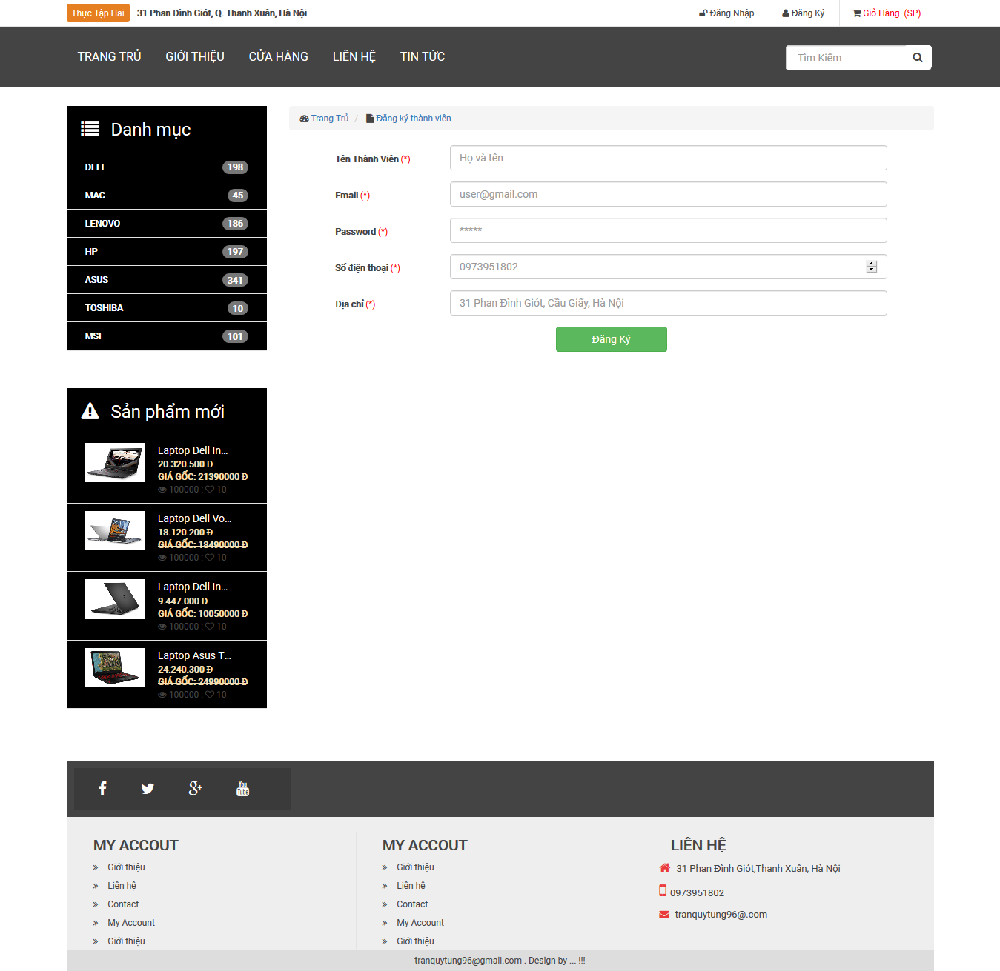 Thực Tập Hai 31 Phan Đình Giót, Q. Thanh Xuân, Hà Nội Đăng Nhập Đăng Ký Giỏ Hàng (SP)
TRANG TRỦ GIỚI THIỆU CỬA HÀNG LIÊN HỆ TIN TỨC Tìm Kiếm
Danh mục
DELL 198
MAC 45
LENOVO 186
HP 197
ASUS 341
TOSHIBA 10
MSI 101
Trang Trủ / Đăng ký thành viên
Tên Thành Viên (*) Họ và tên
Email (*) user@gmail.com
Password (*) *****
Số điện thoại (*) 0973951802
Địa chỉ (*) 31 Phan Đình Giót, Cầu Giấy, Hà Nội
Đăng Ký
Sản phẩm mới
Laptop Dell In...
20.320.500 Đ
GIÁ GỐC: 21390000 Đ
100000 : 10
Laptop Dell Vo...
18.120.200 Đ
GIÁ GỐC: 18490000 Đ
100000 : 10
Laptop Dell In...
9.447.000 Đ
GIÁ GỐC: 10050000 Đ
100000 : 10
Laptop Asus T...
24.240.300 Đ
GIÁ GỐC: 24990000 Đ
100000 : 10
You Tube
MY ACCOUT
Giới thiệu
Liên hệ
Contact
My Account
Giới thiệu
MY ACCOUT
Giới thiệu
Liên hệ
Contact
My Account
Giới thiệu
LIÊN HỆ
31 Phan Đình Giót,Thanh Xuân, Hà Nội
0973951802
tranquytung96@.com
tranquytung96@gmail.com . Design by ... !!!